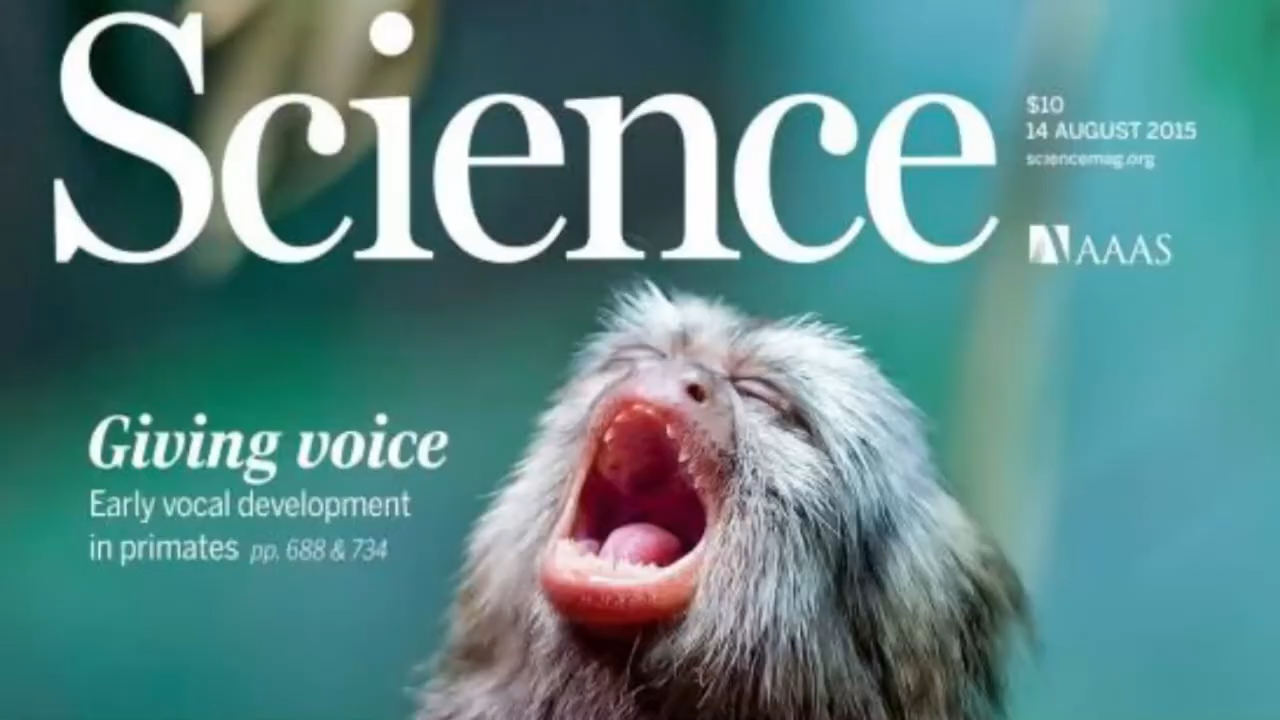 Science
$10
14 AUGUST 2015
sciencemag.org
AAAS
Giving voice
Early vocal development
in primates pp. 688 & 734